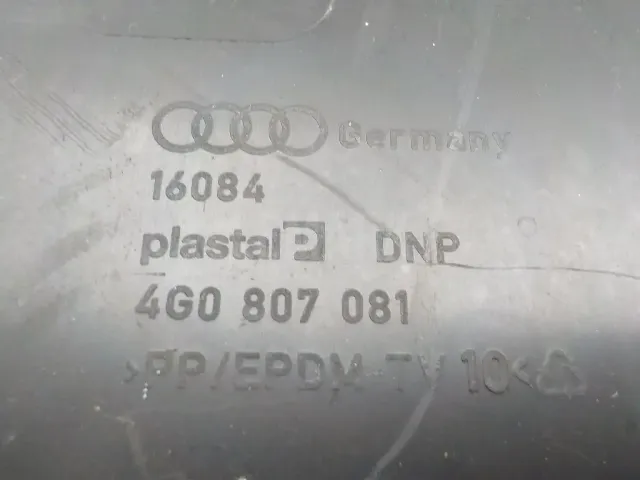 Germany
16084
plastal P DNP
4G0 807 081
>PP/EPDM-TV 10<